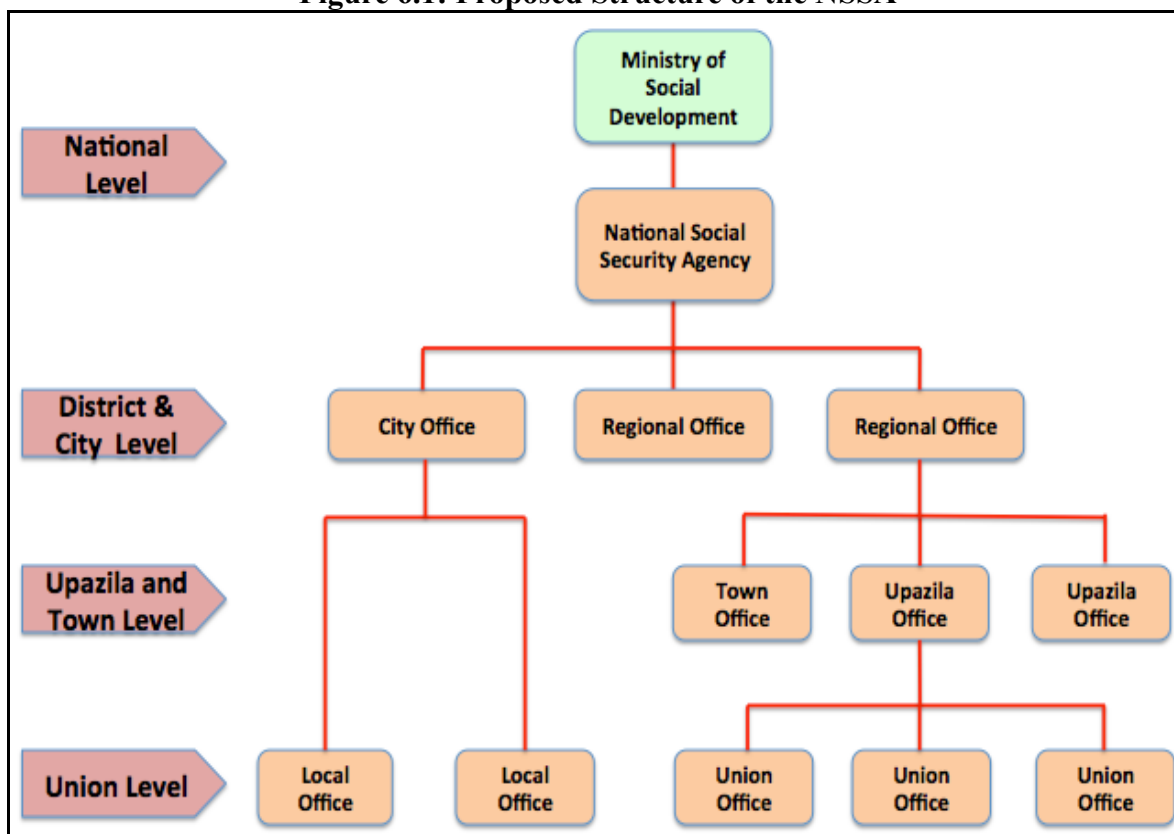 Figure 6.1: Proposed Structure of the NSSA
Ministry of
Social
Development
National
Level
National Social
Security Agency
District &
City Level
City Office
Regional Office
Regional Office
Upazila and
Town Level
Town
Office
Upazila
Office
Upazila
Office
Union Level
Local
Office
Local
Office
Union
Office
Union
Office
Union
Office